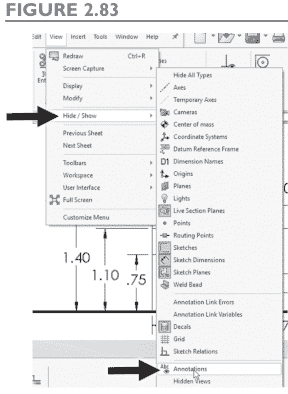 FIGURE 2.83
Edit View Insert Tools Window Help
Redraw Ctrl+R
Screen Capture
Display
Modify
Hide / Show
Previous Sheet
Next Sheet
Toolbars
Workspace
User Interface
Full Screen
Customize Menu
Hide All Types
Axes
Temporary Axes
Cameras
Center of mass
Coordinate Systems
Datum Reference Frame
D1 Dimension Names
Origins
Planes
Lights
Live Section Planes
Points
Routing Points
Sketches
Sketch Dimensions
Sketch Planes
Weld Bead
Annotation Link Errors
Annotation Link Variables
Decals
Grid
Sketch Relations
Annotations
Hidden Views
1.40
1.10
.75